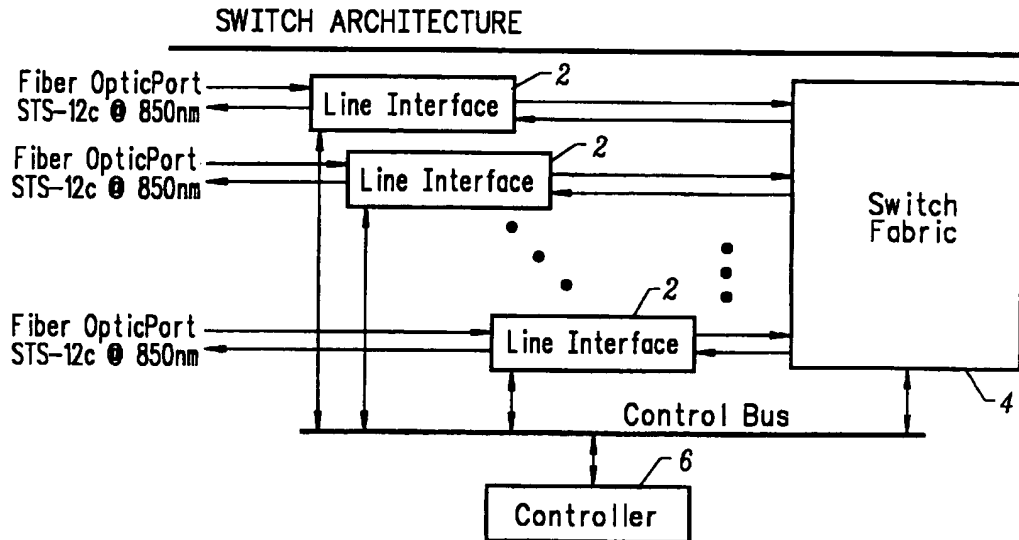 SWITCH ARCHITECTURE
Fiber OpticPort
STS-12c @ 850nm
Line Interface
2
Fiber OpticPort
STS-12c @ 850nm
Line Interface
2
Switch
Fabric
Fiber OpticPort
STS-12c @ 850nm
Line Interface
2
4
Control Bus
6
Controller